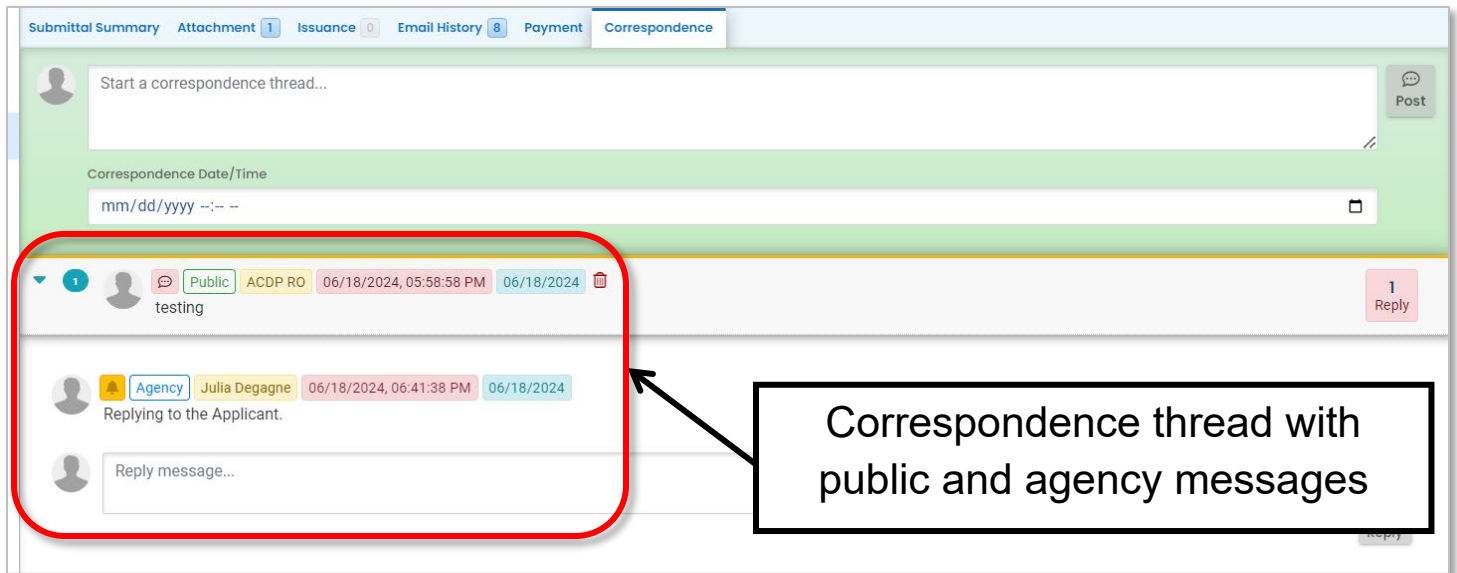 Submittal Summary Attachment 1 Issuance 0 Email History 8 Payment Correspondence
Start a correspondence thread...
Post
Correspondence Date/Time
mm/dd/yyyy --:-- --
1 Public ACDP RO 06/18/2024, 05:58:58 PM 06/18/2024
testing
1
Reply
Agency Julia Degagne 06/18/2024, 06:41:38 PM 06/18/2024
Replying to the Applicant.
Reply message...
Correspondence thread with
public and agency messages
Reply